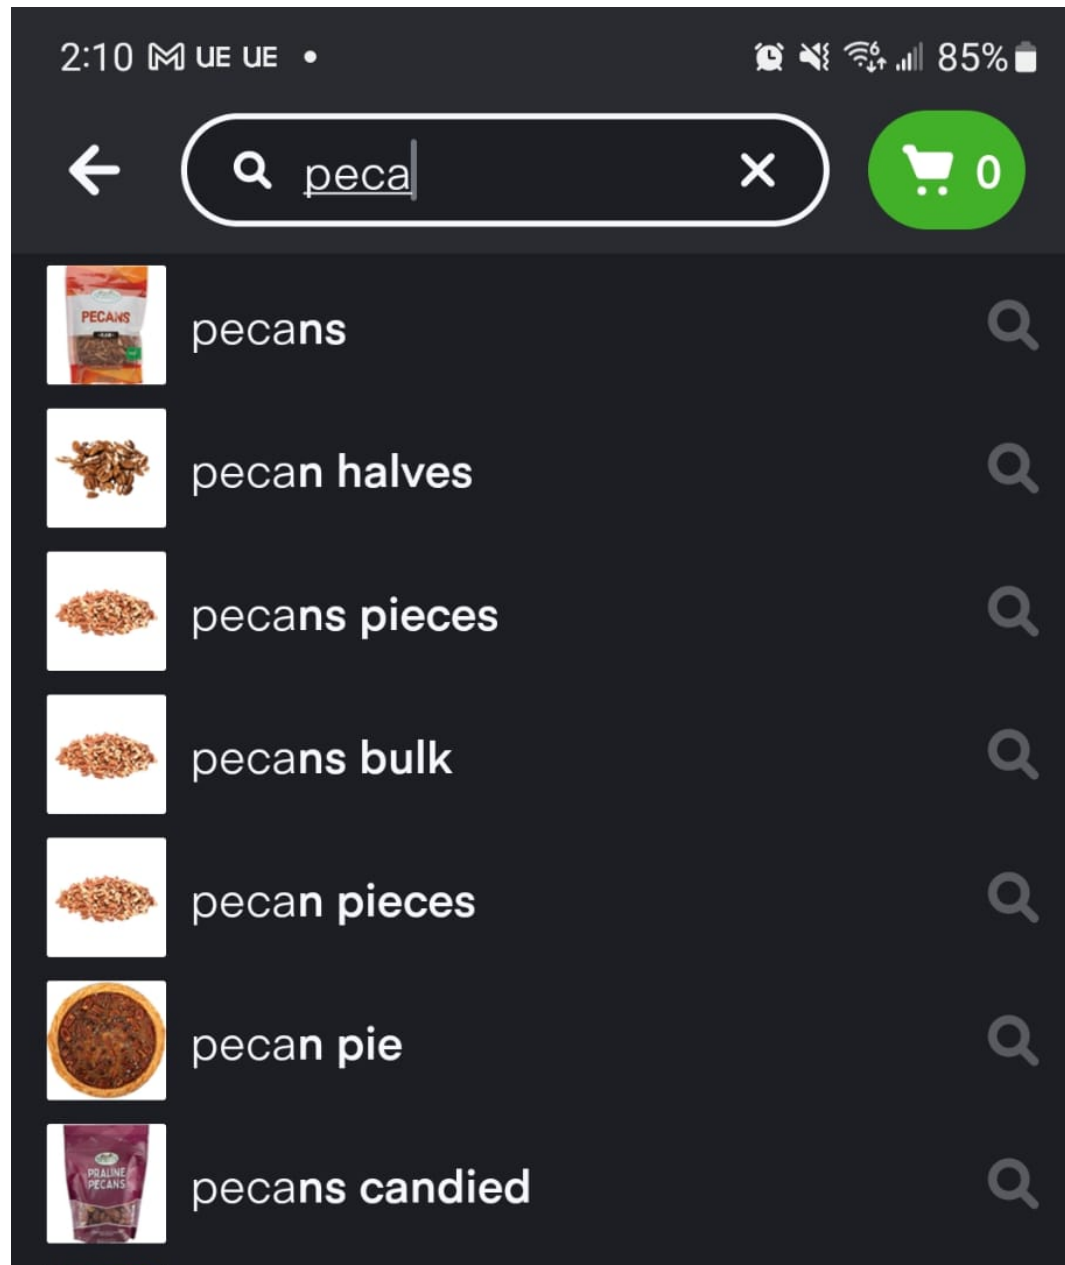 2:10 UE UE
85%
peca
0
PECANS
pecans
pecan halves
pecans pieces
pecans bulk
pecan pieces
pecan pie
PRALINE
PECANS
pecans candied